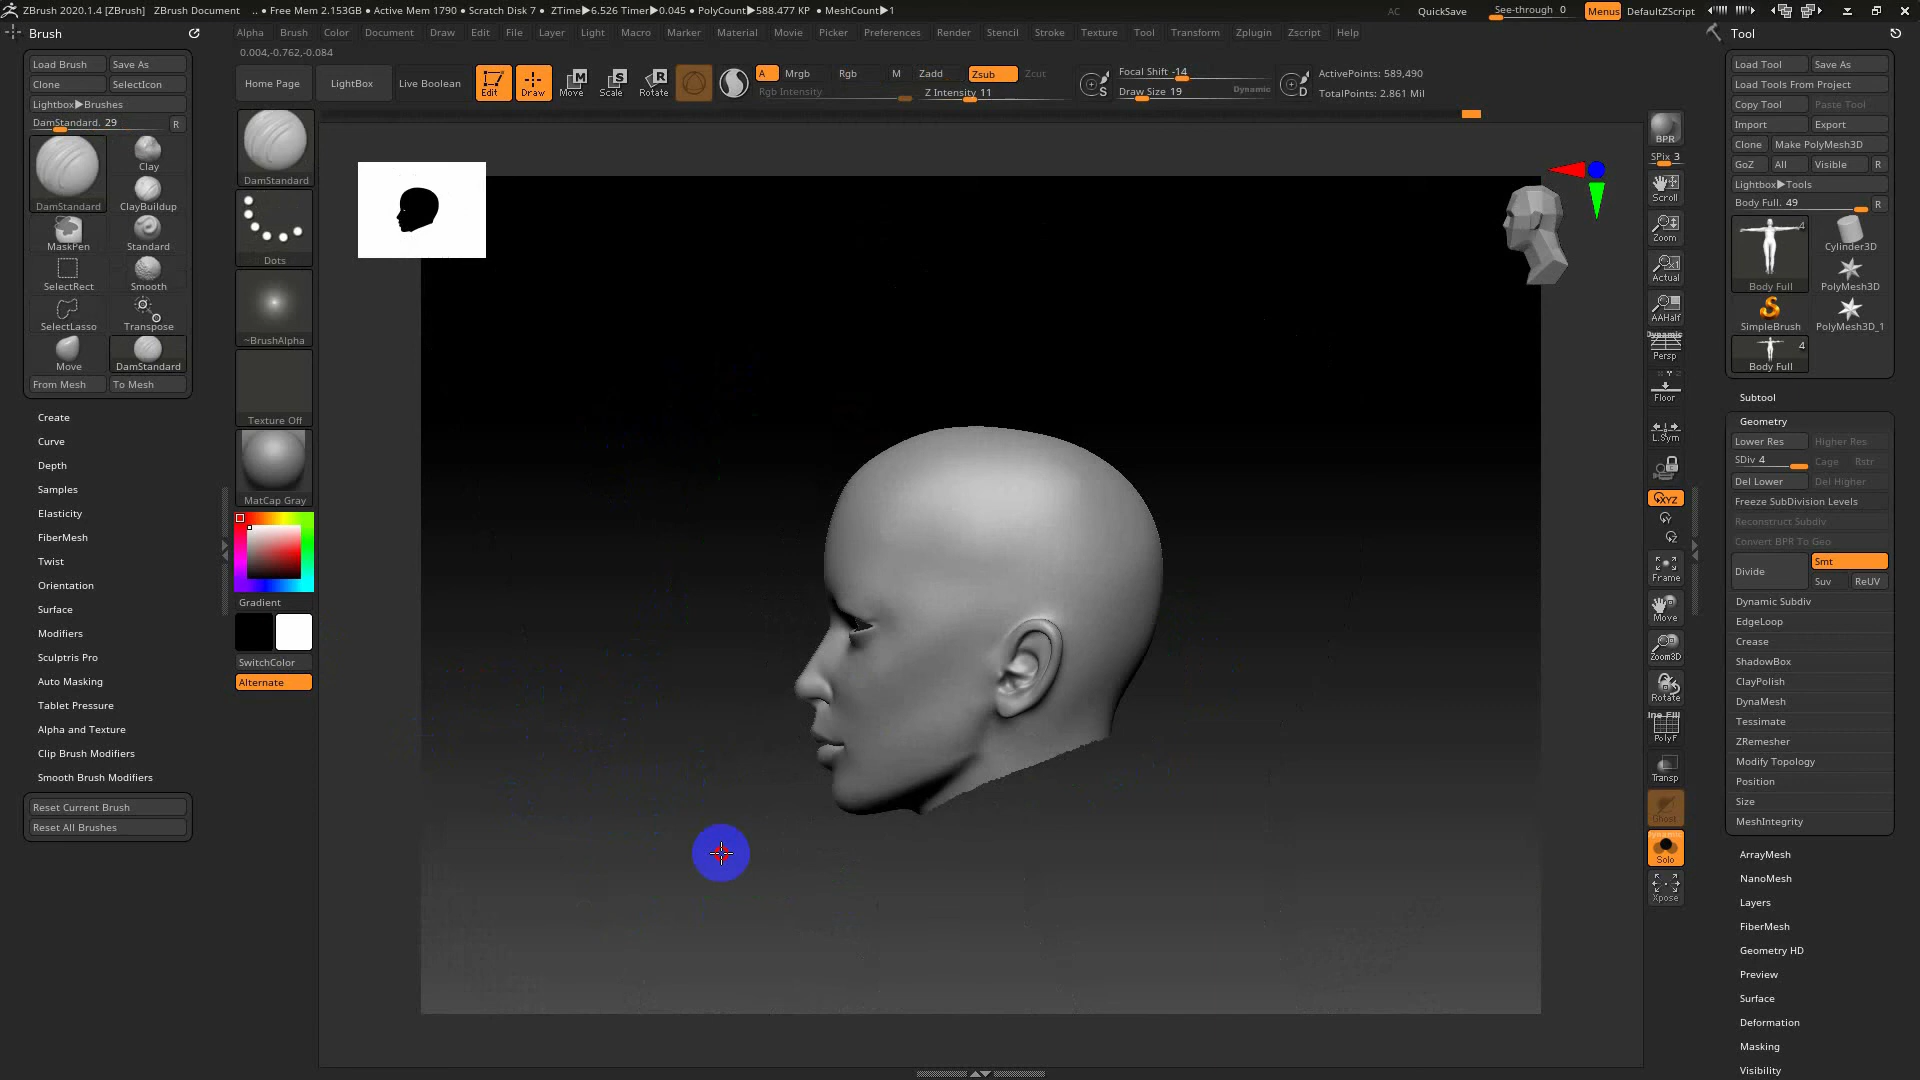 ZBrush 2020.1.4 [ZBrush] ZBrush Document .. • Free Mem 2.153GB • Active Mem 1790 • Scratch Disk 7 • ZTime▶6.526 Timer▶0.045 • PolyCount▶588.477 KP • MeshCount▶1 AC QuickSave See-through 0 Menus DefaultZScript
Brush
Alpha Brush Color Document Draw Edit File Layer Light Macro Marker Material Movie Picker Preferences Render Stencil Stroke Texture Tool Transform Zplugin Zscript Help
Tool
0.004,-0.762,-0.084
Load Brush Save As
Clone SelectIcon
Lightbox▶Brushes
DamStandard. 29 R
DamStandard
Clay
ClayBuildup
MaskPen Standard
SelectRect Smooth
SelectLasso Transpose
Move DamStandard
From Mesh To Mesh
Create
Curve
Depth
Samples
Elasticity
FiberMesh
Twist
Orientation
Surface
Modifiers
Sculptris Pro
Auto Masking
Tablet Pressure
Alpha and Texture
Clip Brush Modifiers
Smooth Brush Modifiers
Reset Current Brush
Reset All Brushes
Home Page LightBox Live Boolean Edit Draw Move Scale Rotate
A Mrgb Rgb M Zadd Zsub Zcut
Rgb Intensity Z Intensity 11
S Focal Shift -14
Draw Size 19 Dynamic
D ActivePoints: 589,490
TotalPoints: 2.861 Mil
DamStandard
Dots
~BrushAlpha
Texture Off
MatCap Gray
Gradient
SwitchColor
Alternate
BPR
SPix 3
Scroll
Zoom
Actual
AAHalf
Dynamic
Persp
Floor
L.Sym
XYZ
Y
Z
Frame
Move
Zoom3D
Rotate
Line Fill
PolyF
Transp
Ghost
Dynamic
Solo
Xpose
Load Tool Save As
Load Tools From Project
Copy Tool Paste Tool
Import Export
Clone Make PolyMesh3D
GoZ All Visible R
Lightbox▶Tools
Body Full. 49 R
4
Body Full
Cylinder3D
PolyMesh3D
SimpleBrush PolyMesh3D_1
4
Body Full
Subtool
Geometry
Lower Res Higher Res
SDiv 4 Cage Rstr
Del Lower Del Higher
Freeze SubDivision Levels
Reconstruct Subdiv
Convert BPR To Geo
Divide Smt
Suv ReUV
Dynamic Subdiv
EdgeLoop
Crease
ShadowBox
ClayPolish
DynaMesh
Tessimate
ZRemesher
Modify Topology
Position
Size
MeshIntegrity
ArrayMesh
NanoMesh
Layers
FiberMesh
Geometry HD
Preview
Surface
Deformation
Masking
Visibility